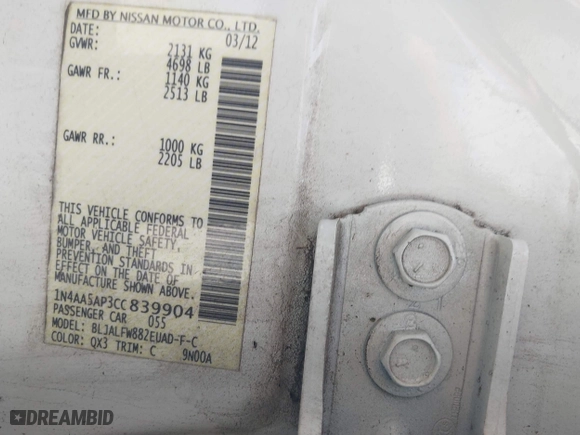 MFD BY NISSAN MOTOR CO., LTD.
DATE: 03/12
GVWR: 2131 KG
4698 LB
GAWR FR.: 1140 KG
2513 LB
GAWR RR.: 1000 KG
2205 LB
THIS VEHICLE CONFORMS TO
ALL APPLICABLE FEDERAL
MOTOR VEHICLE SAFETY,
BUMPER, AND THEFT
PREVENTION STANDARDS IN
EFFECT ON THE DATE OF
MANUFACTURE SHOWN ABOVE.
1N4AA5AP3CC839904
PASSENGER CAR 055
MODEL: BLJALFW882EUAD-F-C
COLOR: QX3 TRIM: C 9N00A
DREAMBID